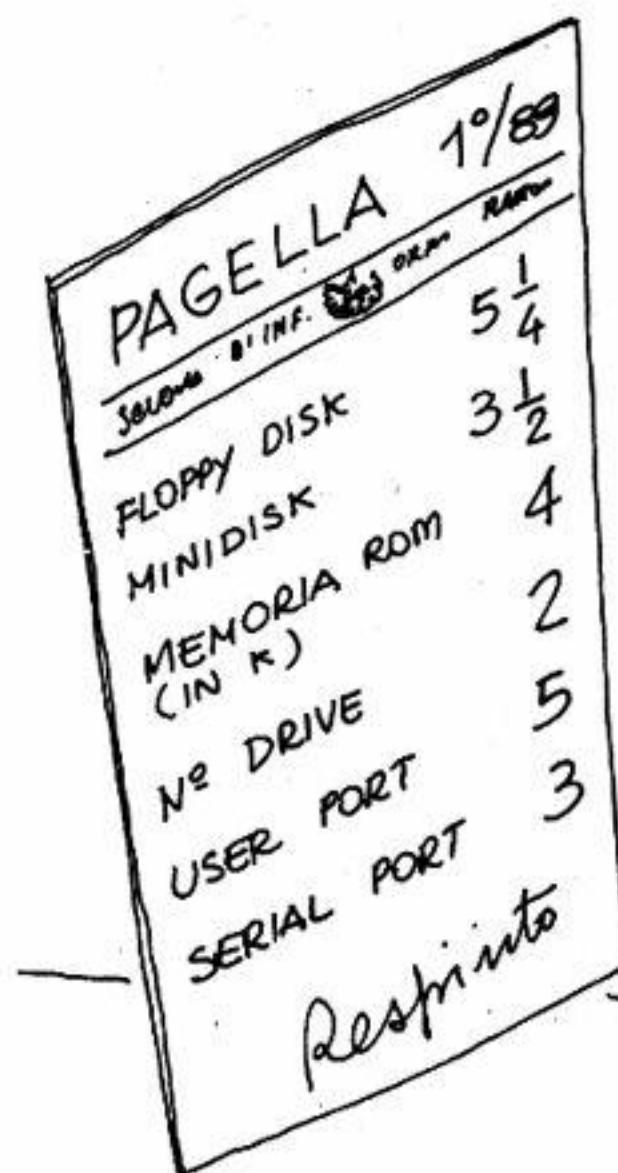 PAGELLA 1°/89
D'INF.
FLOPPY DISK 5 1/4
MINIDISK 3 1/2
MEMORIA ROM 4
(IN K)
Nº DRIVE 2
USER PORT 5
SERIAL PORT 3
Respinto